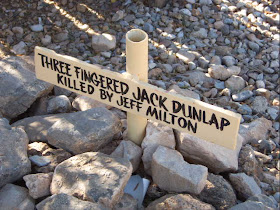 THREE FINGERED JACK DUNLAP
KILLED BY JEFF MILTON